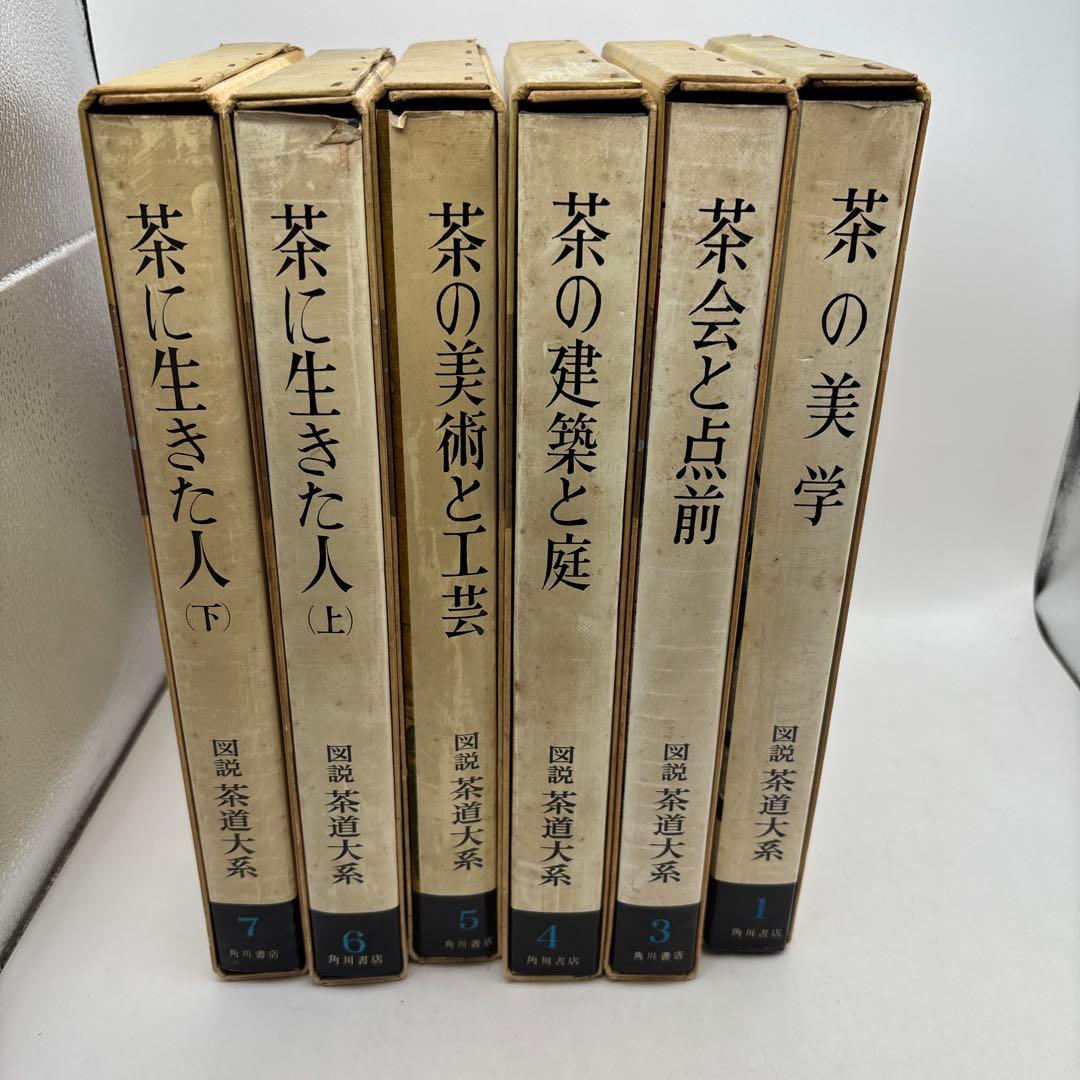 茶に生きた人
(下)
図説 茶道大系
7
角川書店
茶に生きた人
(上)
図説 茶道大系
6
角川書店
茶の美術と工芸
図説 茶道大系
5
角川書店
茶の建築と庭
図説 茶道大系
4
角川書店
茶会と点前
図説 茶道大系
3
角川書店
茶の美学
図説 茶道大系
1
角川書店